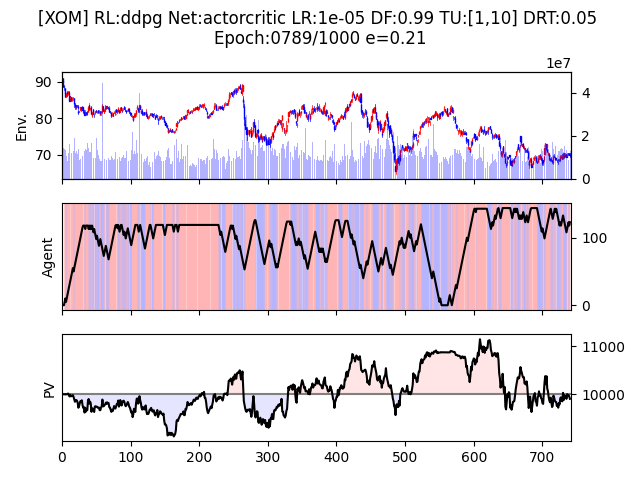 [XOM] RL:ddpg Net:actorcritic LR:1e-05 DF:0.99 TU:[1,10] DRT:0.05
Epoch:0789/1000 e=0.21
1e7
90
80
70
Env.
4
2
0
Agent
100
0
PV
11000
10000
0 100 200 300 400 500 600 700